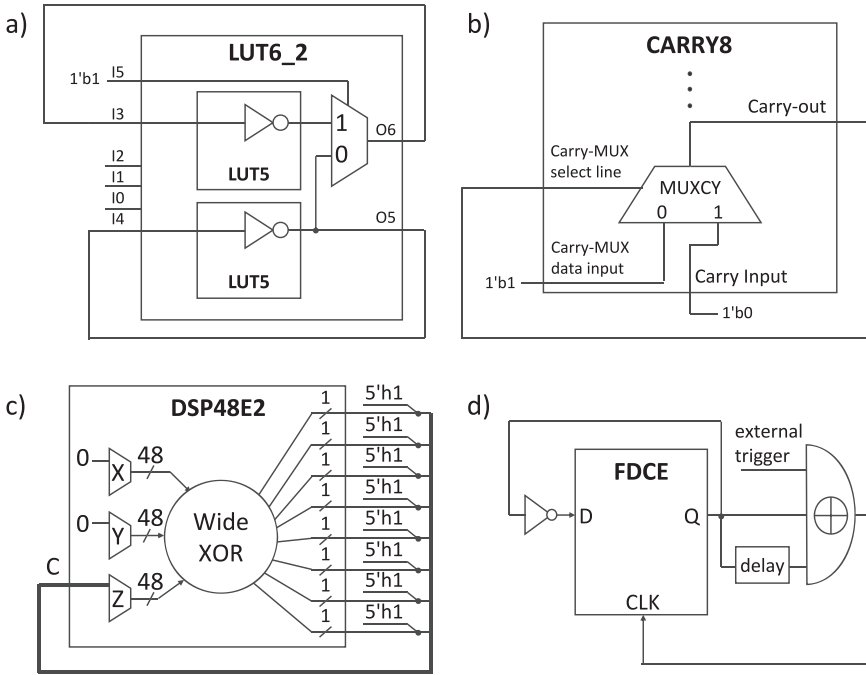 a)
LUT6_2
1'b1
I5
I3
1
O6
I2
0
I1
LUT5
I0
I4
O5
LUT5
b)
CARRY8
Carry-out
Carry-MUX
select line
MUXCY
0
1
Carry-MUX
data input
Carry Input
1'b1
1'b0
c)
DSP48E2
1
5'h1
1
5'h1
0
48
X
1
5'h1
1
5'h1
0
48
Y
Wide
XOR
1
5'h1
1
5'h1
C
48
Z
1
5'h1
1
5'h1
d)
external
trigger
FDCE
D
Q
delay
CLK